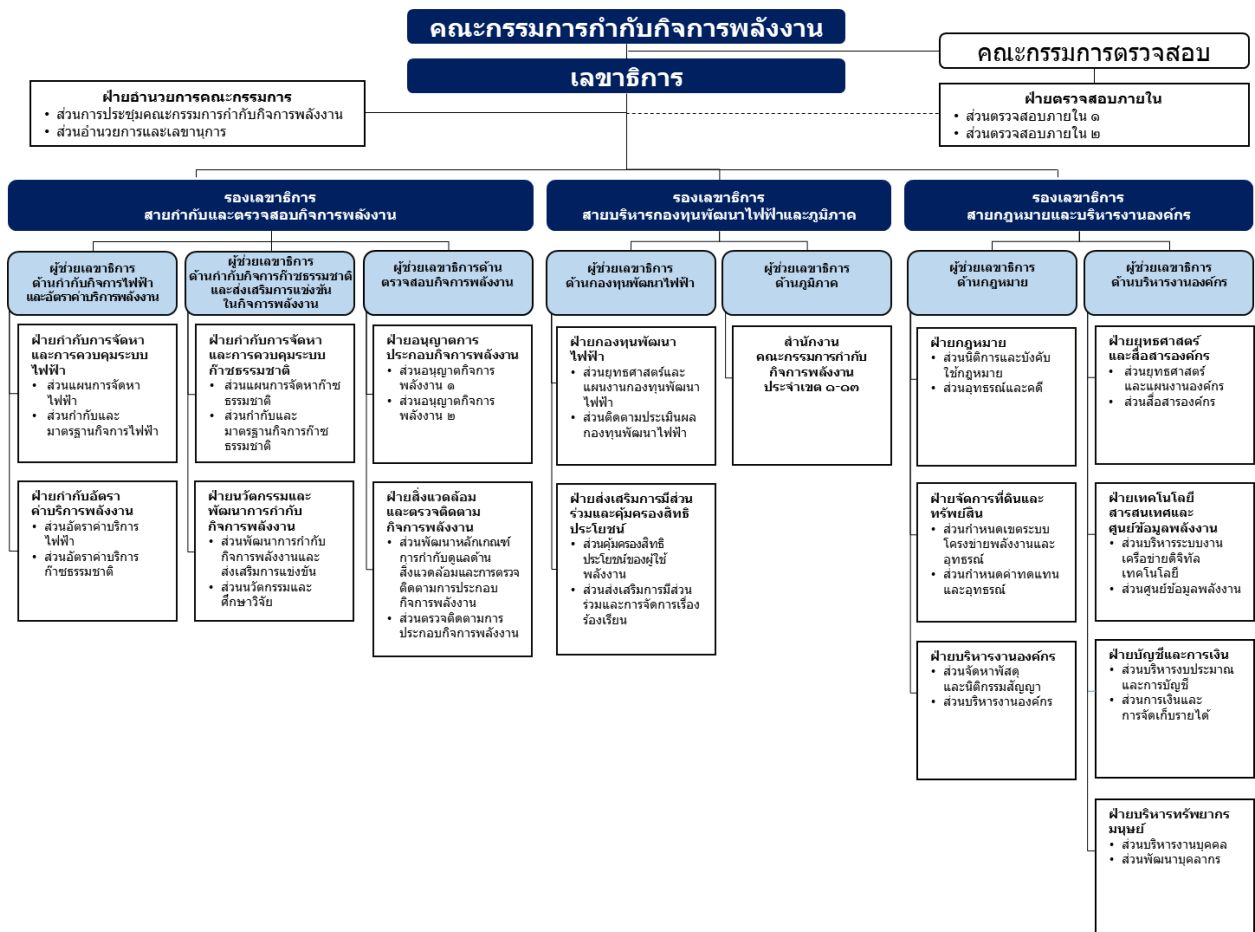 คณะกรรมการกำกับกิจการพลังงาน
คณะกรรมการตรวจสอบ
เลขาธิการ
ฝ่ายอำนวยการคณะกรรมการ
• ส่วนการประชุมคณะกรรมการกำกับกิจการพลังงาน
• ส่วนอำนวยการและเลขานุการ
ฝ่ายตรวจสอบภายใน
• ส่วนตรวจสอบภายใน ๑
• ส่วนตรวจสอบภายใน ๒
รองเลขาธิการ
สายกำกับและตรวจสอบกิจการพลังงาน
รองเลขาธิการ
สายบริหารกองทุนพัฒนาไฟฟ้าและภูมิภาค
รองเลขาธิการ
สายกฎหมายและบริหารงานองค์กร
ผู้ช่วยเลขาธิการ
ด้านกำกับกิจการไฟฟ้า
และอัตราค่าบริการพลังงาน
ผู้ช่วยเลขาธิการ
ด้านกำกับกิจการก๊าซธรรมชาติ
และส่งเสริมการแข่งขัน
ในกิจการพลังงาน
ผู้ช่วยเลขาธิการด้าน
ตรวจสอบกิจการพลังงาน
ผู้ช่วยเลขาธิการ
ด้านกองทุนพัฒนาไฟฟ้า
ผู้ช่วยเลขาธิการ
ด้านภูมิภาค
ผู้ช่วยเลขาธิการ
ด้านกฎหมาย
ผู้ช่วยเลขาธิการ
ด้านบริหารงานองค์กร
ฝ่ายกำกับการจัดหา
และการควบคุมระบบ
ไฟฟ้า
• ส่วนแผนการจัดหา
ไฟฟ้า
• ส่วนกำกับและ
มาตรฐานกิจการไฟฟ้า
ฝ่ายกำกับการจัดหา
และการควบคุมระบบ
ก๊าซธรรมชาติ
• ส่วนแผนการจัดหาก๊าซ
ธรรมชาติ
• ส่วนกำกับและ
มาตรฐานกิจการก๊าซ
ธรรมชาติ
ฝ่ายอนุญาตการ
ประกอบกิจการพลังงาน
• ส่วนอนุญาตกิจการ
พลังงาน ๑
• ส่วนอนุญาตกิจการ
พลังงาน ๒
ฝ่ายกองทุนพัฒนา
ไฟฟ้า
• ส่วนยุทธศาสตร์และ
แผนงานกองทุนพัฒนา
ไฟฟ้า
• ส่วนติดตามประเมินผล
กองทุนพัฒนาไฟฟ้า
สำนักงาน
คณะกรรมการกำกับ
กิจการพลังงาน
ประจำเขต ๑-๑๓
ฝ่ายกฎหมาย
• ส่วนนิติการและบังคับ
ใช้กฎหมาย
• ส่วนอุทธรณ์และคดี
ฝ่ายยุทธศาสตร์
และสื่อสารองค์กร
• ส่วนยุทธศาสตร์
และแผนงานองค์กร
• ส่วนสื่อสารองค์กร
ฝ่ายกำกับอัตรา
ค่าบริการพลังงาน
• ส่วนอัตราค่าบริการ
ไฟฟ้า
• ส่วนอัตราค่าบริการ
ก๊าซธรรมชาติ
ฝ่ายนวัตกรรมและ
พัฒนาการกำกับ
กิจการพลังงาน
• ส่วนพัฒนาการกำกับ
กิจการพลังงานและ
ส่งเสริมการแข่งขัน
• ส่วนนวัตกรรมและ
ศึกษาวิจัย
ฝ่ายสิ่งแวดล้อม
และตรวจติดตาม
กิจการพลังงาน
• ส่วนพัฒนาหลักเกณฑ์
การกำกับดูแลด้าน
สิ่งแวดล้อมและการตรวจ
ติดตามการประกอบ
กิจการพลังงาน
• ส่วนตรวจติดตามการ
ประกอบกิจการพลังงาน
ฝ่ายส่งเสริมการมีส่วน
ร่วมและคุ้มครองสิทธิ
ประโยชน์
• ส่วนคุ้มครองสิทธิ
ประโยชน์ของผู้ใช้
พลังงาน
• ส่วนส่งเสริมการมีส่วน
ร่วมและการจัดการเรื่อง
ร้องเรียน
ฝ่ายจัดการที่ดินและ
ทรัพย์สิน
• ส่วนกำหนดเขตระบบ
โครงข่ายพลังงานและ
อุทธรณ์
• ส่วนกำหนดค่าทดแทน
และอุทธรณ์
ฝ่ายเทคโนโลยี
สารสนเทศและ
ศูนย์ข้อมูลพลังงาน
• ส่วนบริหารระบบงาน
เครือข่ายดิจิทัล
เทคโนโลยี
• ส่วนศูนย์ข้อมูลพลังงาน
ฝ่ายบริหารงานองค์กร
• ส่วนจัดหาพัสดุ
และนิติกรรมสัญญา
• ส่วนบริหารงานองค์กร
ฝ่ายบัญชีและการเงิน
• ส่วนบริหารงบประมาณ
และการบัญชี
• ส่วนการเงินและ
การจัดเก็บรายได้
ฝ่ายบริหารทรัพยากร
มนุษย์
• ส่วนบริหารงานบุคคล
• ส่วนพัฒนาบุคลากร